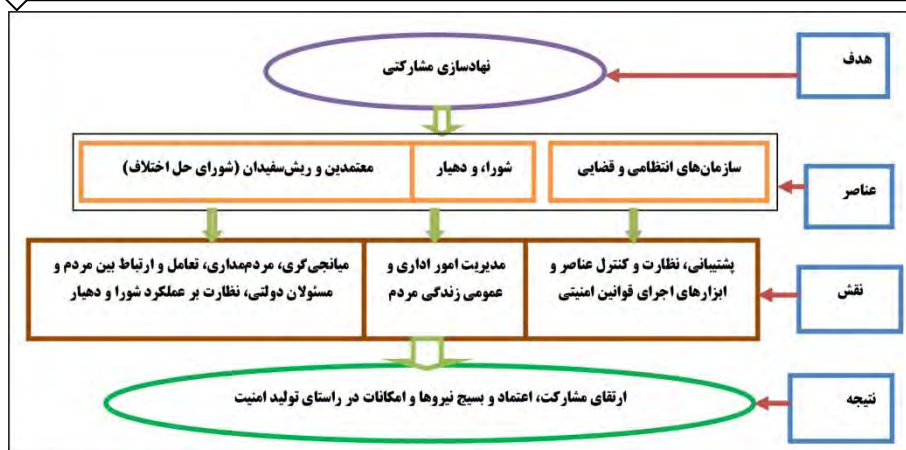 هدف
نهادسازی مشارکتی
عناصر
سازمان‌های انتظامی و قضایی
شورا، و دهیار
معتمدین و ریش‌سفیدان (شورای حل اختلاف)
نقش
پشتیبانی، نظارت و کنترل عناصر و
ابزارهای اجرای قوانین امنیتی
مدیریت امور اداری و
عمومی زندگی مردم
میانجی‌گری، مردم‌مداری، تعامل و ارتباط بین مردم و
مسئولان دولتی، نظارت بر عملکرد شورا و دهیار
نتیجه
ارتقای مشارکت، اعتماد و بسیج نیروها و امکانات در راستای تولید امنیت